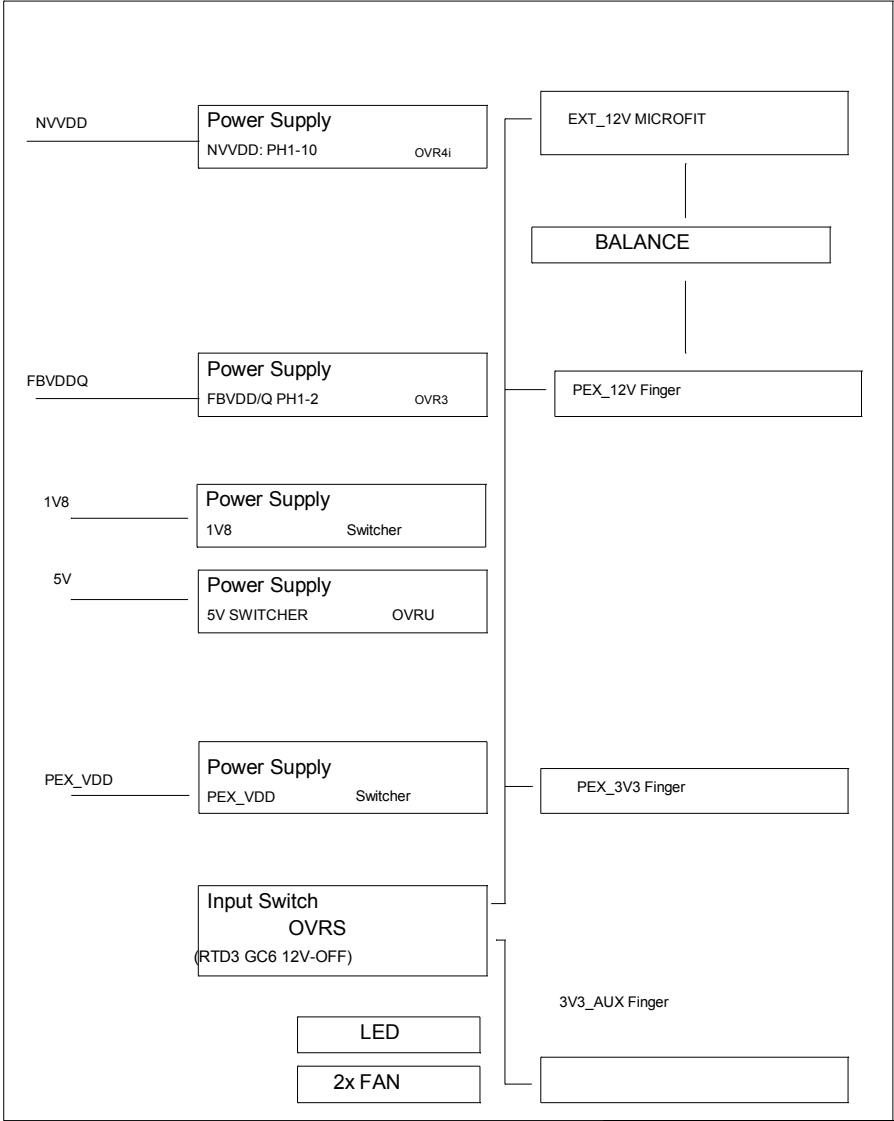 NVVDD
Power Supply
NVVDD: PH1-10 OVR4i
EXT_12V MICROFIT
BALANCE
FBVDDQ
Power Supply
FBVDD/Q PH1-2 OVR3
PEX_12V Finger
1V8
Power Supply
1V8 Switcher
5V
Power Supply
5V SWITCHER OVRU
PEX_VDD
Power Supply
PEX_VDD Switcher
PEX_3V3 Finger
Input Switch
OVRS
(RTD3 GC6 12V-OFF)
3V3_AUX Finger
LED
2x FAN